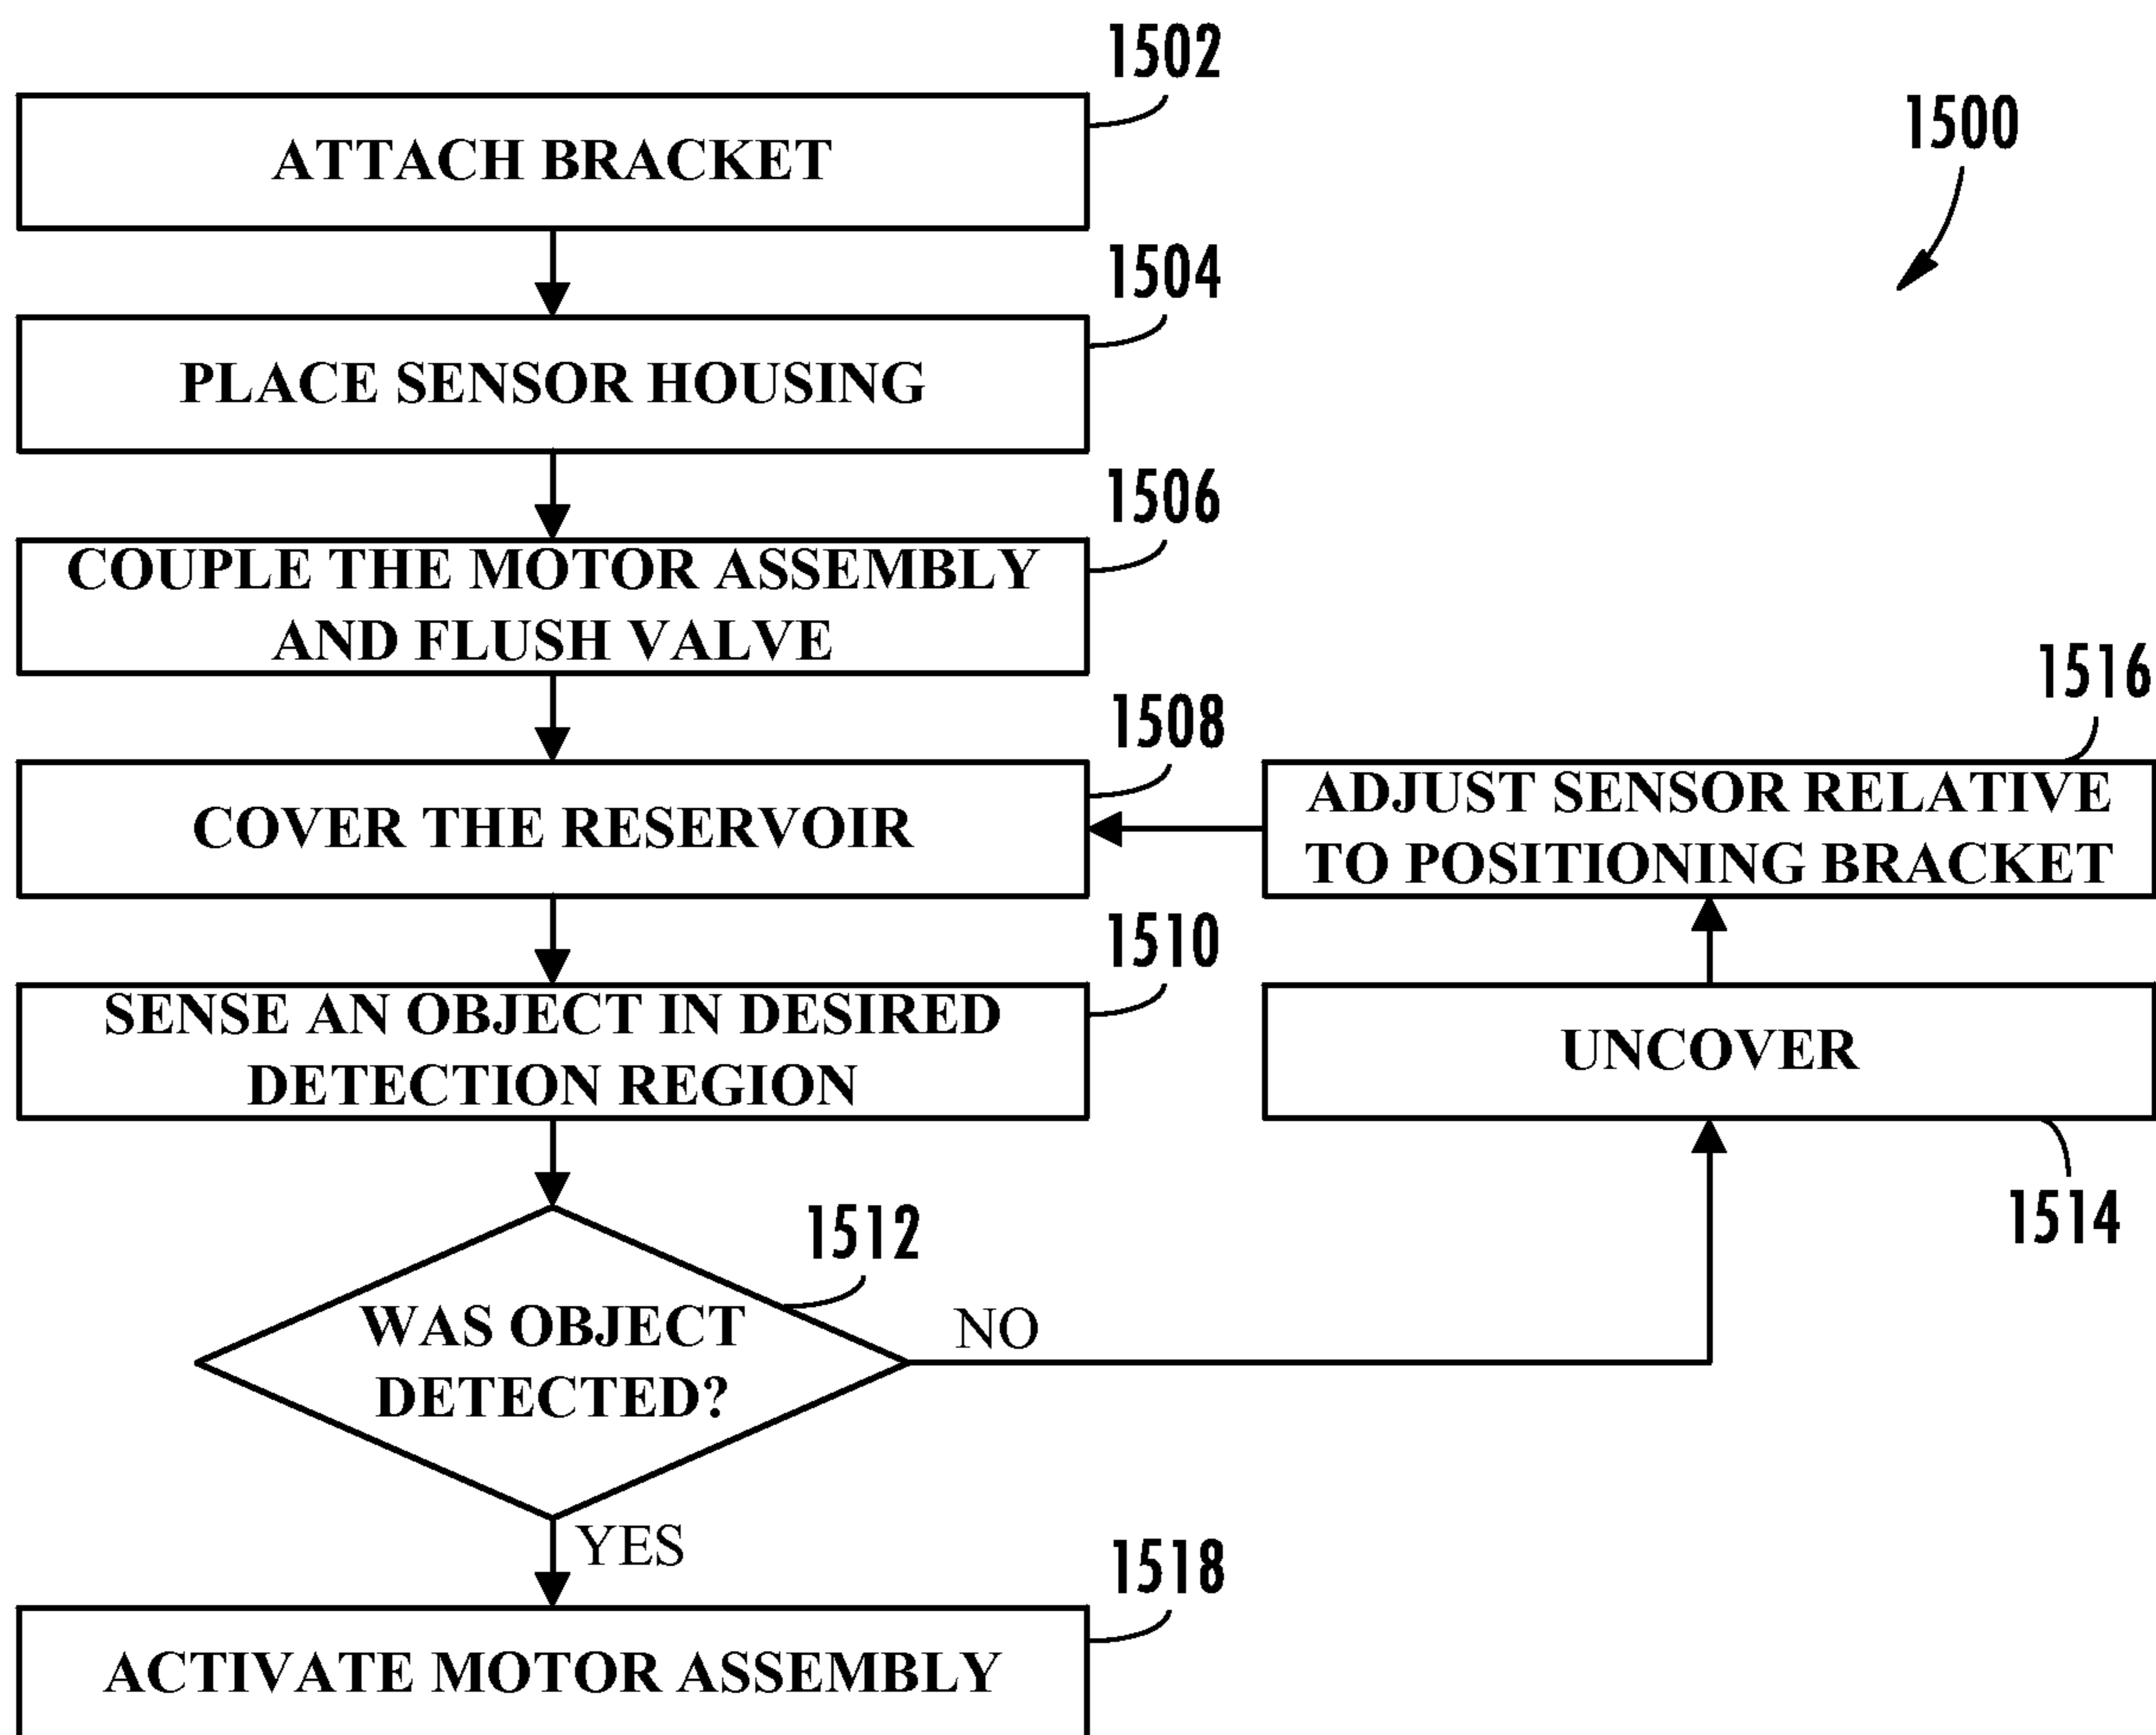 1502
1500
ATTACH BRACKET
1504
PLACE SENSOR HOUSING
1506
COUPLE THE MOTOR ASSEMBLY
AND FLUSH VALVE
1508
COVER THE RESERVOIR
1516
ADJUST SENSOR RELATIVE
TO POSITIONING BRACKET
1510
SENSE AN OBJECT IN DESIRED
DETECTION REGION
UNCOVER
1514
1512
WAS OBJECT
DETECTED?
NO
YES
1518
ACTIVATE MOTOR ASSEMBLY